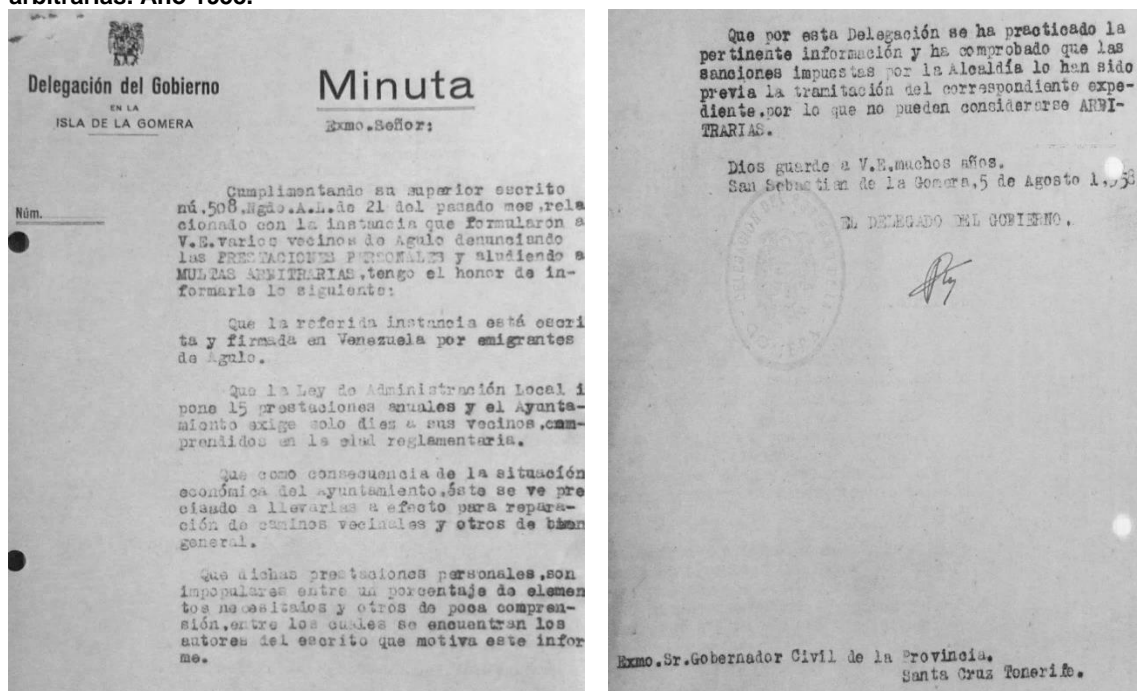 arbitrarias. Año 1958.
Delegación del Gobierno
EN LA
ISLA DE LA GOMERA
Minuta
Exmo.Señor:
Núm.
Cumplimentando su superior escrito
nú.508,Ngdo.A.L.de 21 del pasado mes,rela
cionado con la instancia que formularon a
V.E.varios vecinos de Agulo denunciando
las PRESTACIONES PERSONALES y aludiendo a
MULTAS ARBITRARIAS,tengo el honor de in-
formarle lo siguiente:
Que la referida instancia está escri
ta y firmada en Venezuela por emigrantes
de Agulo.
Que la Ley de Administración Local i
pone 15 prestaciones anuales y el Ayunta-
miento exige solo diez a sus vecinos,com-
prendidos en la edad reglamentaria.
Que como consecuencia de la situación
económica del Ayuntamiento,éste se ve pre
ciando a llevarlas a efecto para repara-
ción de caminos vecinales y otros de bien
general.
Que dichas prestaciones personales,son
impopulares entre un porcentaje de elemen
tos necesitados y otros de poca compren-
sión,entre los cuales se encuentran los
autores del escrito que motiva este infor
me.
Que por esta Delegación se ha practicado la
pertinente información y ha comprobado que las
sanciones impuestas por la Alcaldía lo han sido
previa la tramitación del correspondiente expe-
diente,por lo que no pueden considerarse ARBI-
TRARIAS.
Dios guarde a V.E.muchos años.
San Sebastian de la Gomera,5 de Agosto 1.958
EL DELEGADO DEL GOBIERNO.
Exmo.Sr.Gobernador Civil de la Provincia.
Santa Cruz Tenerife.